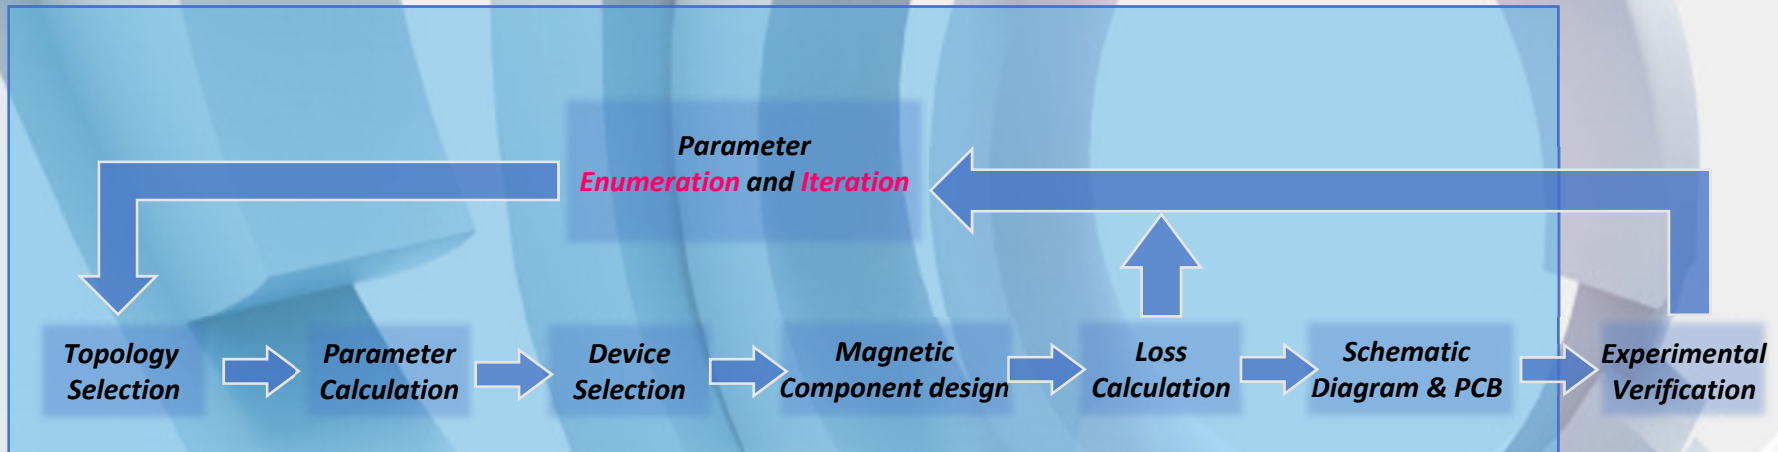 Parameter
Enumeration and Iteration
Topology
Selection
Parameter
Calculation
Device
Selection
Magnetic
Component design
Loss
Calculation
Schematic
Diagram & PCB
Experimental
Verification